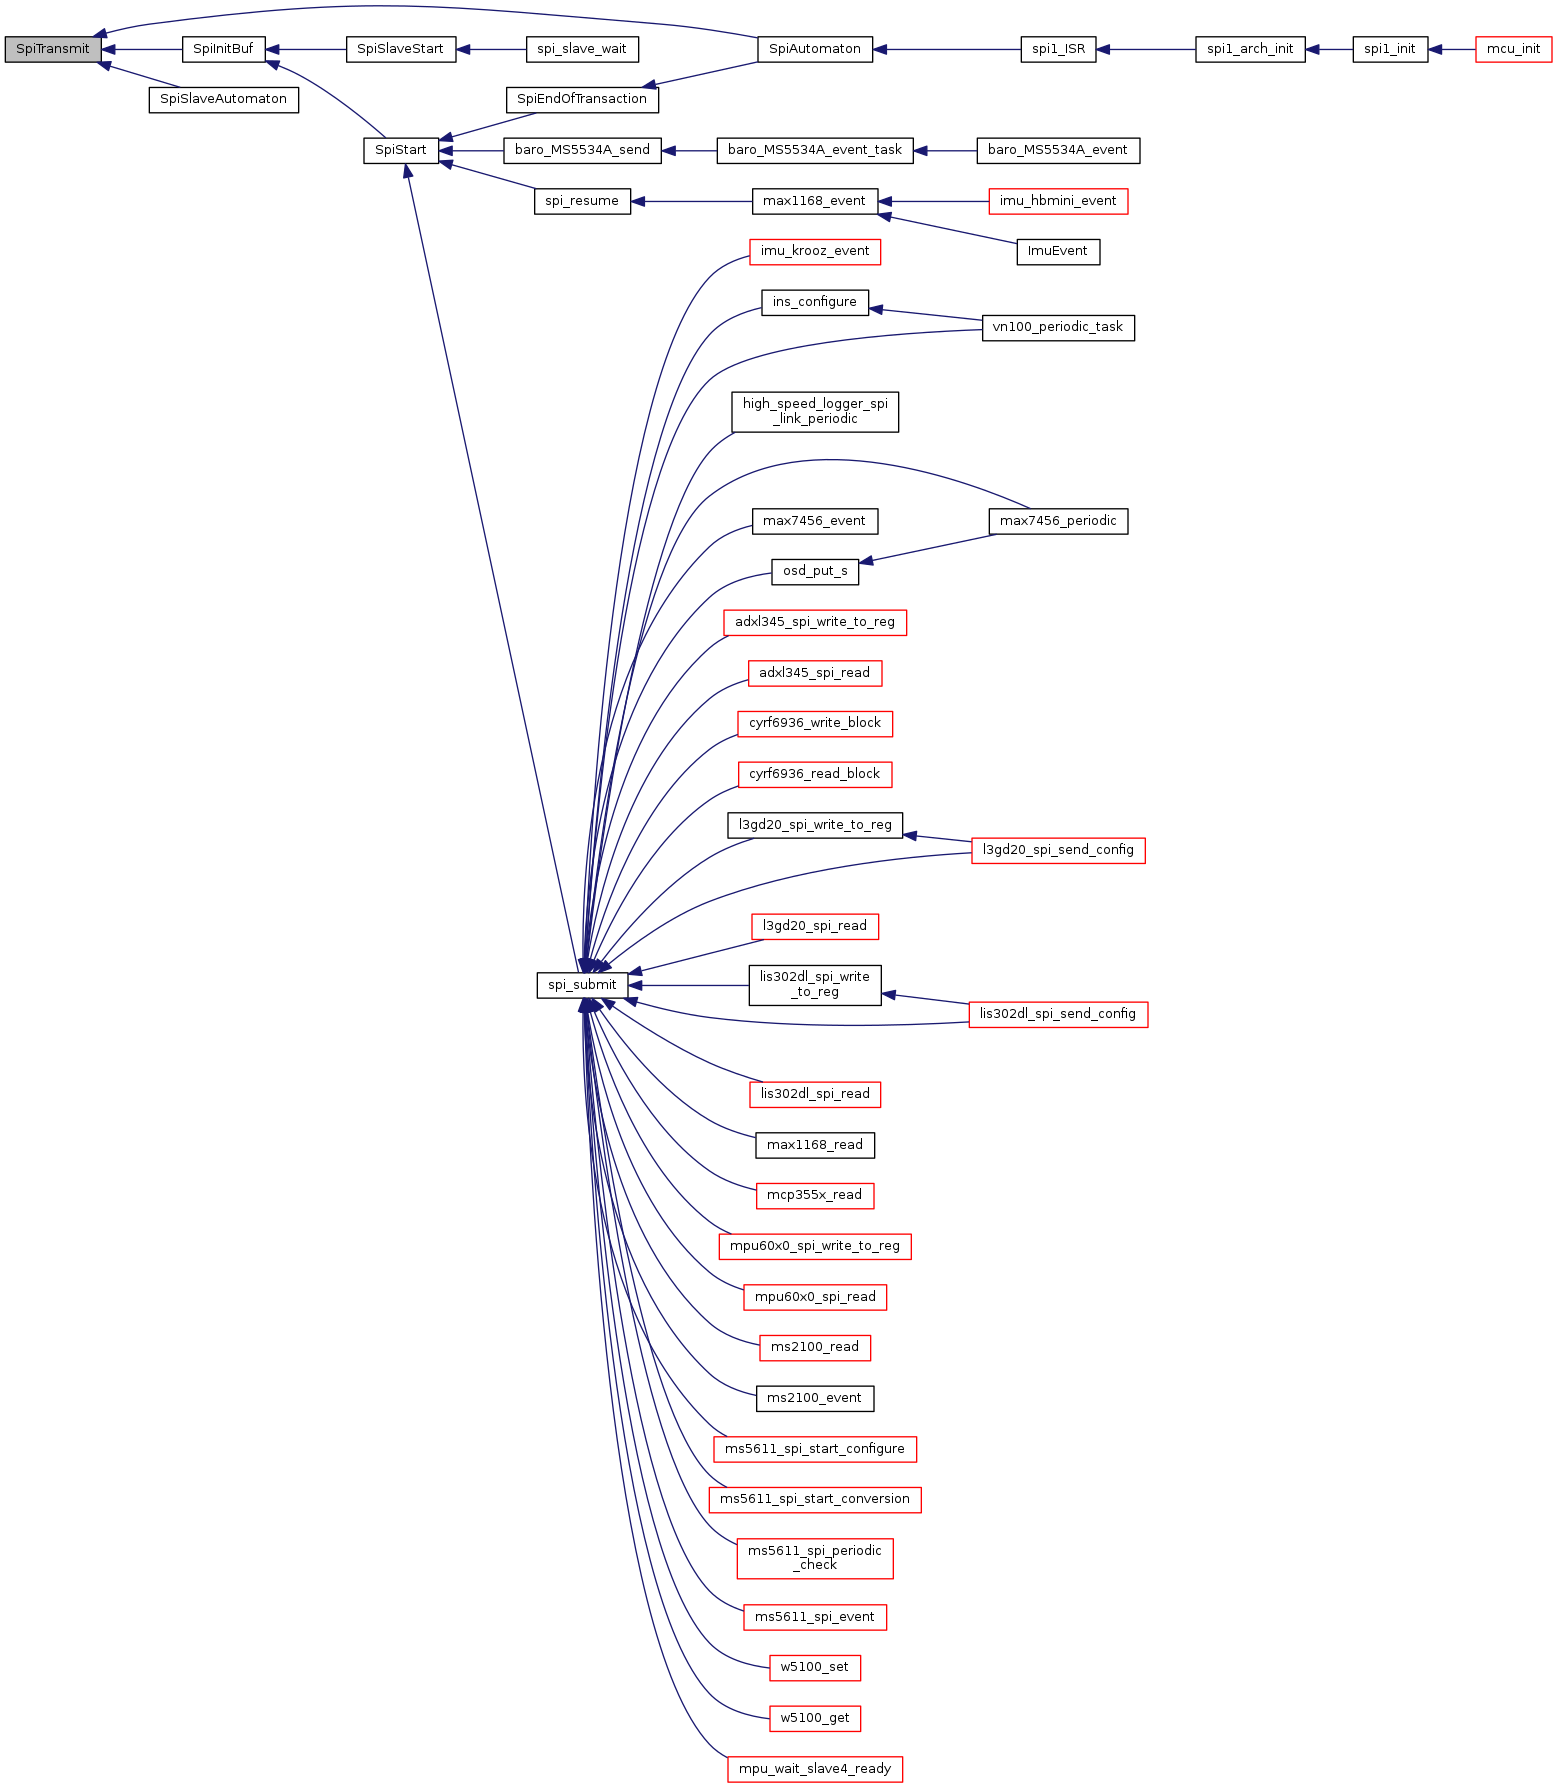 SpiTransmit
SpiInitBuf
SpiSlaveStart
spi_slave_wait
SpiAutomaton
spi1_ISR
spi1_arch_init
spi1_init
mcu_init
SpiSlaveAutomaton
SpiEndOfTransaction
SpiStart
baro_MS5534A_send
baro_MS5534A_event_task
baro_MS5534A_event
spi_resume
max1168_event
imu_hbmini_event
ImuEvent
imu_krooz_event
ins_configure
vn100_periodic_task
high_speed_logger_spi
_link_periodic
max7456_event
max7456_periodic
osd_put_s
adxl345_spi_write_to_reg
adxl345_spi_read
cyrf6936_write_block
cyrf6936_read_block
l3gd20_spi_write_to_reg
l3gd20_spi_send_config
l3gd20_spi_read
spi_submit
lis302dl_spi_write
_to_reg
lis302dl_spi_send_config
lis302dl_spi_read
max1168_read
mcp355x_read
mpu60x0_spi_write_to_reg
mpu60x0_spi_read
ms2100_read
ms2100_event
ms5611_spi_start_configure
ms5611_spi_start_conversion
ms5611_spi_periodic
_check
ms5611_spi_event
w5100_set
w5100_get
mpu_wait_slave4_ready